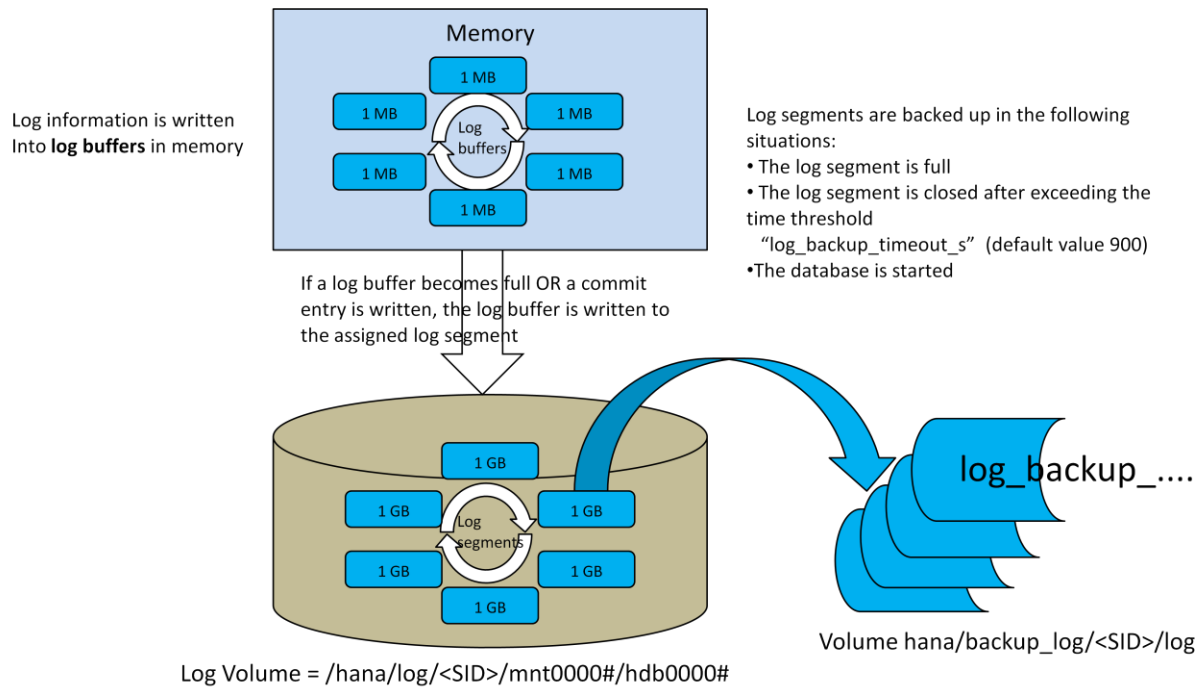 Memory
1 MB
1 MB
1 MB
1 MB
1 MB
1 MB
Log
buffers
Log information is written
Into log buffers in memory
Log segments are backed up in the following
situations:
• The log segment is full
• The log segment is closed after exceeding the
time threshold
“log_backup_timeout_s” (default value 900)
•The database is started
If a log buffer becomes full OR a commit
entry is written, the log buffer is written to
the assigned log segment
1 GB
1 GB
1 GB
1 GB
1 GB
1 GB
Log
segments
log_backup_....
Volume hana/backup_log/<SID>/log
Log Volume = /hana/log/<SID>/mnt0000#/hdb0000#